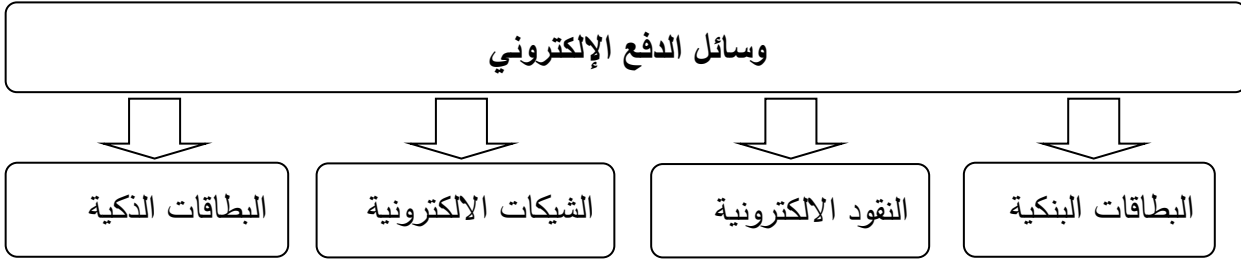 وسائل الدفع الإلكتروني
البطاقات البنكية
النقود الالكترونية
الشيكات الالكترونية
البطاقات الذكية